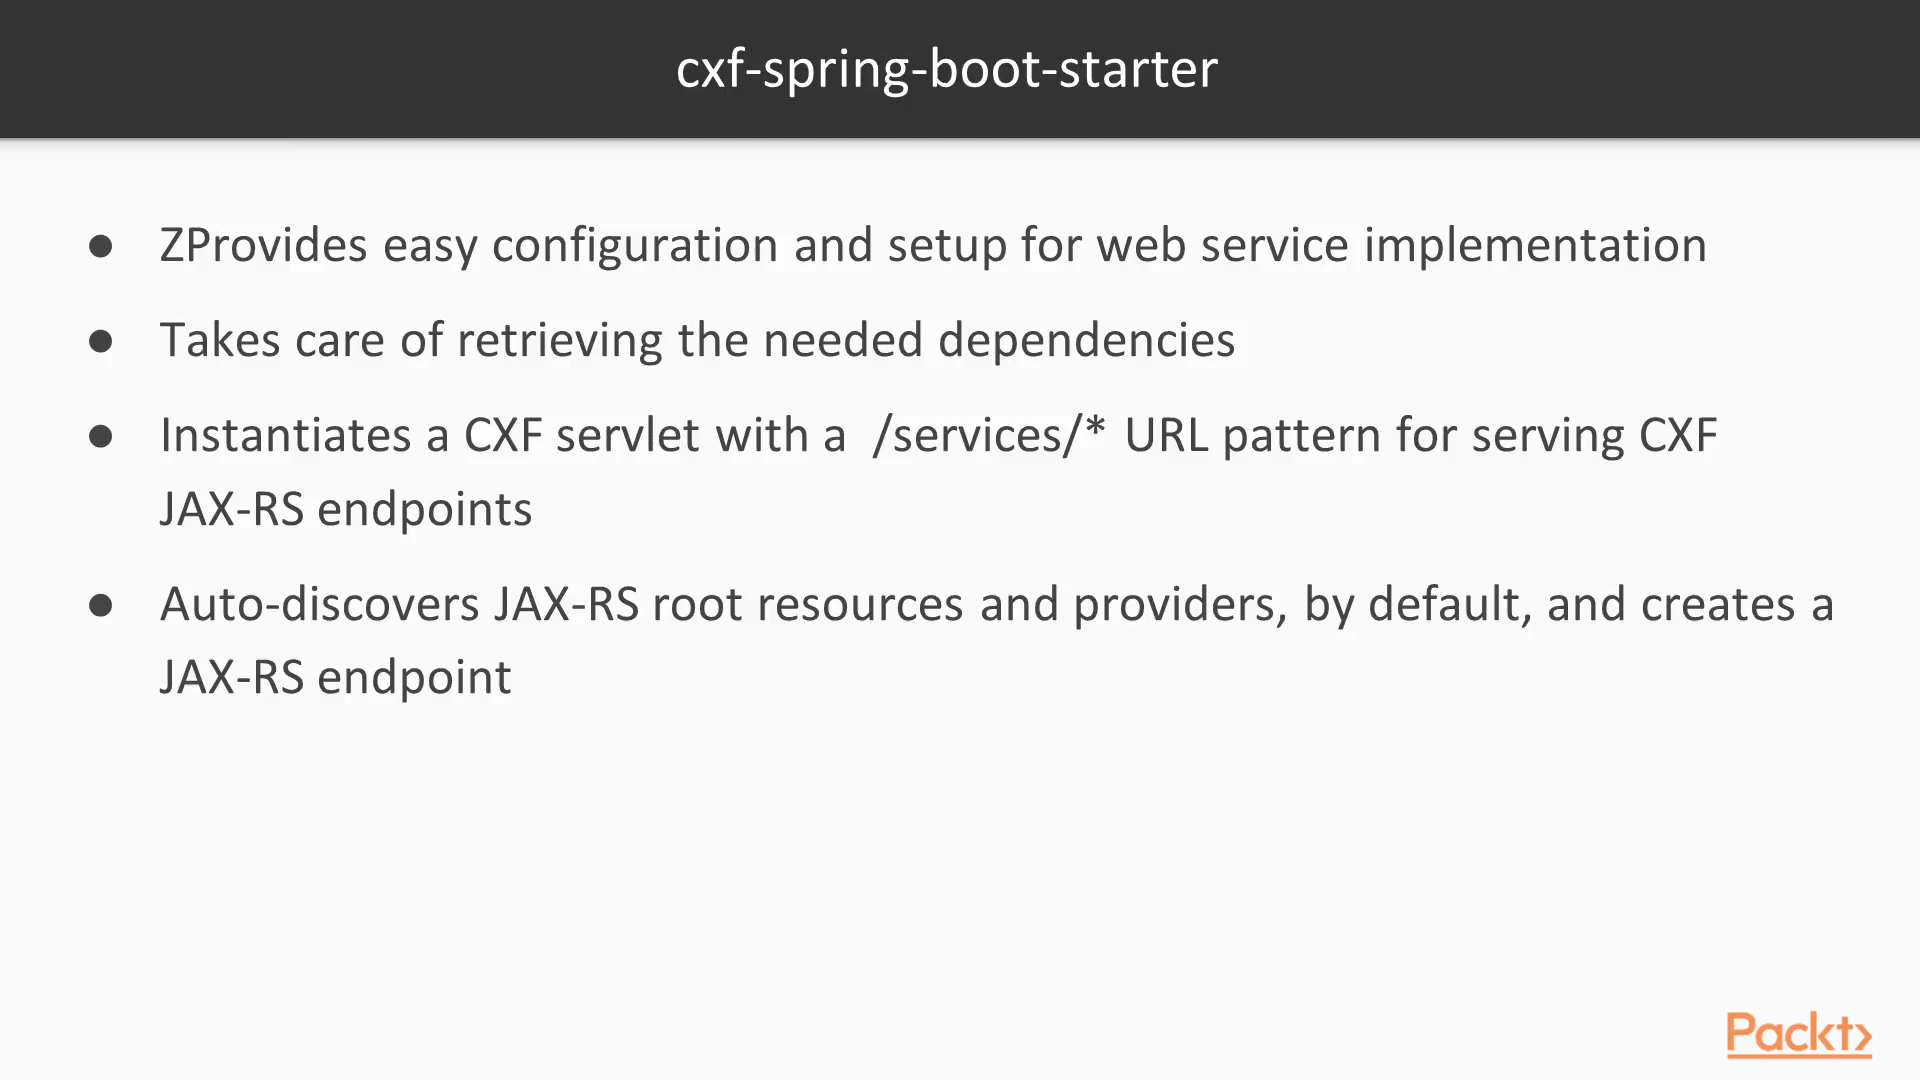 cxf-spring-boot-starter
● ZProvides easy configuration and setup for web service implementation
● Takes care of retrieving the needed dependencies
● Instantiates a CXF servlet with a /services/* URL pattern for serving CXF
JAX-RS endpoints
● Auto-discovers JAX-RS root resources and providers, by default, and creates a
JAX-RS endpoint
Packt>